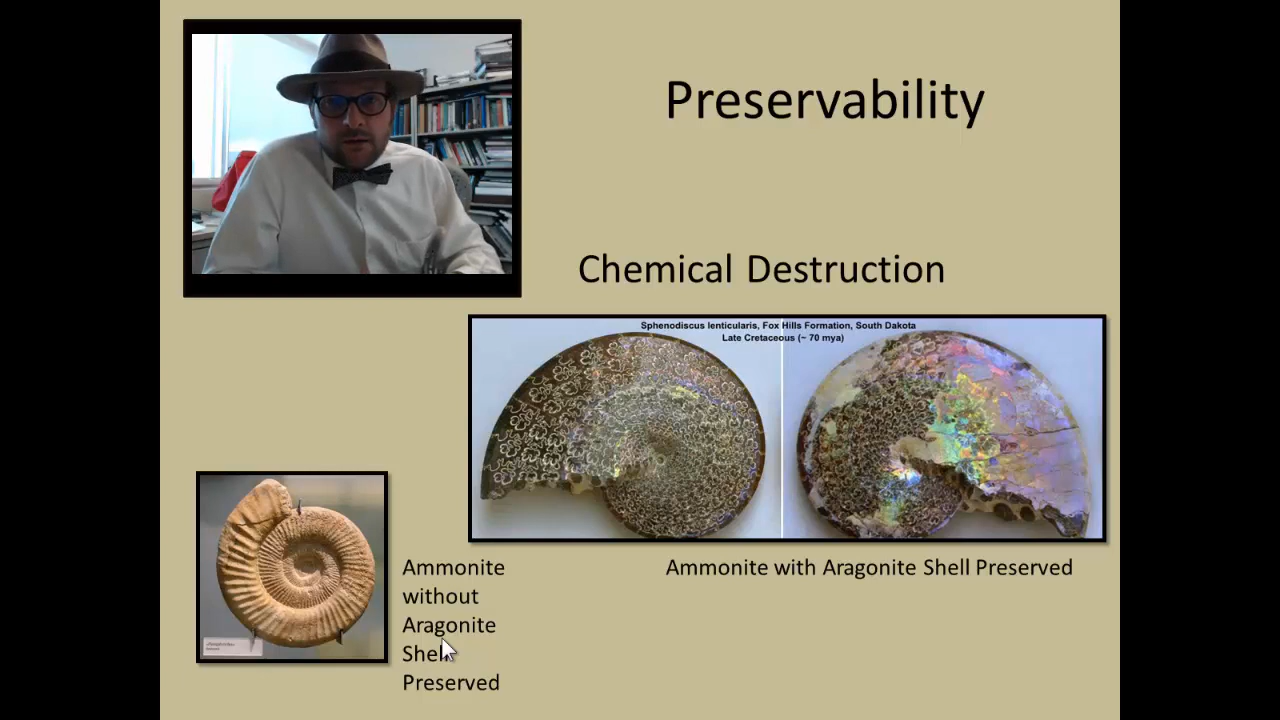 Preservability
Chemical Destruction
Sphenodiscus lenticularis, Fox Hills Formation, South Dakota
Late Cretaceous (~ 70 mya)
Ammonite with Aragonite Shell Preserved
Ammonite
without
Aragonite
Shell
Preserved